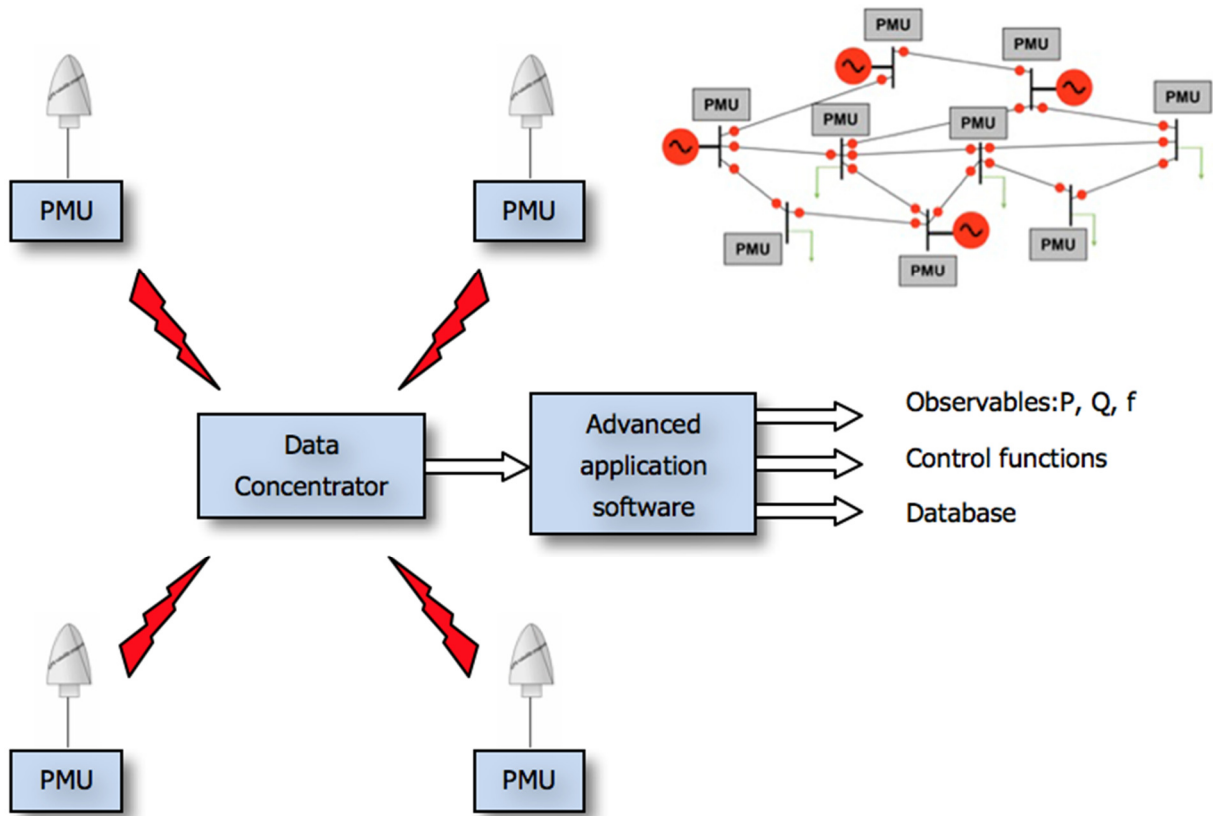 PMU
PMU
PMU
PMU
PMU
PMU
PMU
PMU
PMU
PMU
PMU
Data
Concentrator
Advanced
application
software
Observables:P, Q, f
Control functions
Database
PMU
PMU